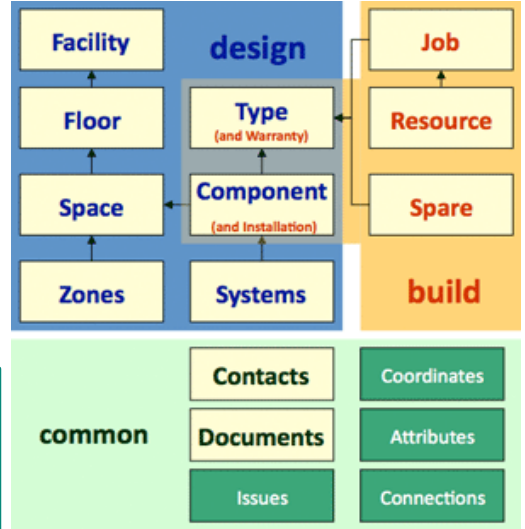 Facility
design
Job
Floor
Type
(and Warranty)
Resource
Space
Component
(and Installation)
Spare
Zones
Systems
build
common
Contacts
Coordinates
Documents
Attributes
Issues
Connections